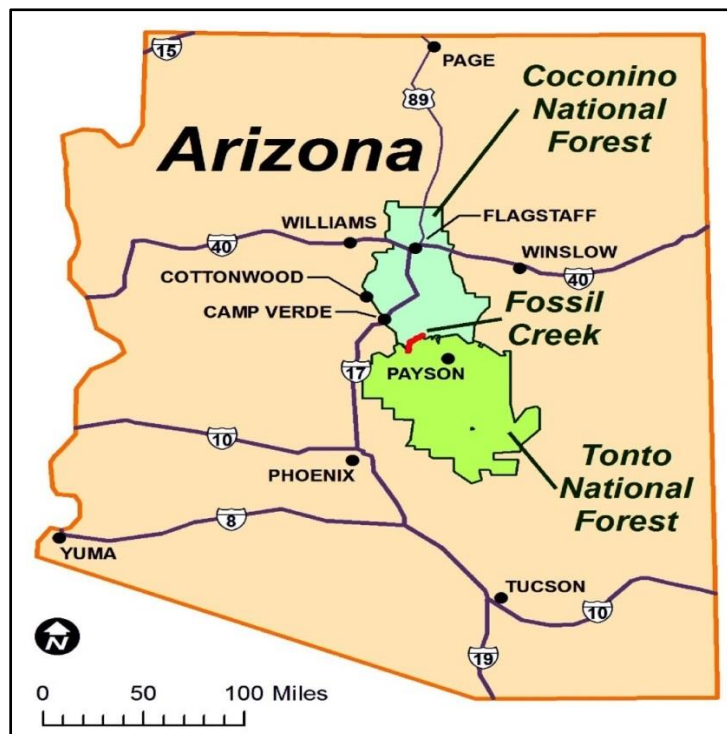 15
PAGE
Coconino
National
Forest
89
Arizona
WILLIAMS
FLAGSTAFF
40
WINSLOW
COTTONWOOD
40
CAMP VERDE
Fossil
Creek
17
PAYSON
10
PHOENIX
Tonto
National
Forest
8
YUMA
TUCSON
10
N
19
0 50 100 Miles